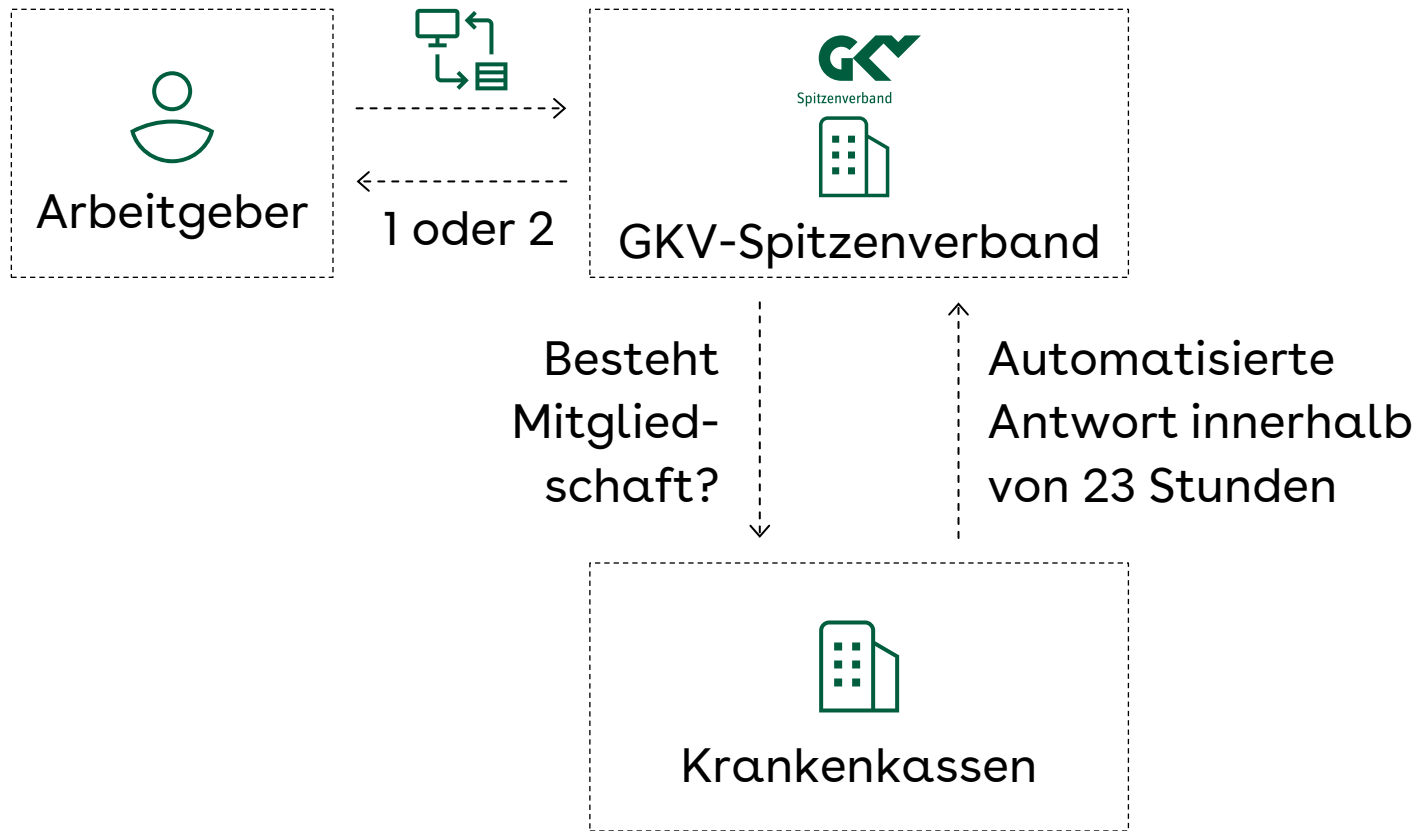 GKV
Spitzenverband
Arbeitgeber
1 oder 2
GKV-Spitzenverband
Besteht
Mitglied-
schaft?
Automatisierte
Antwort innerhalb
von 23 Stunden
Krankenkassen